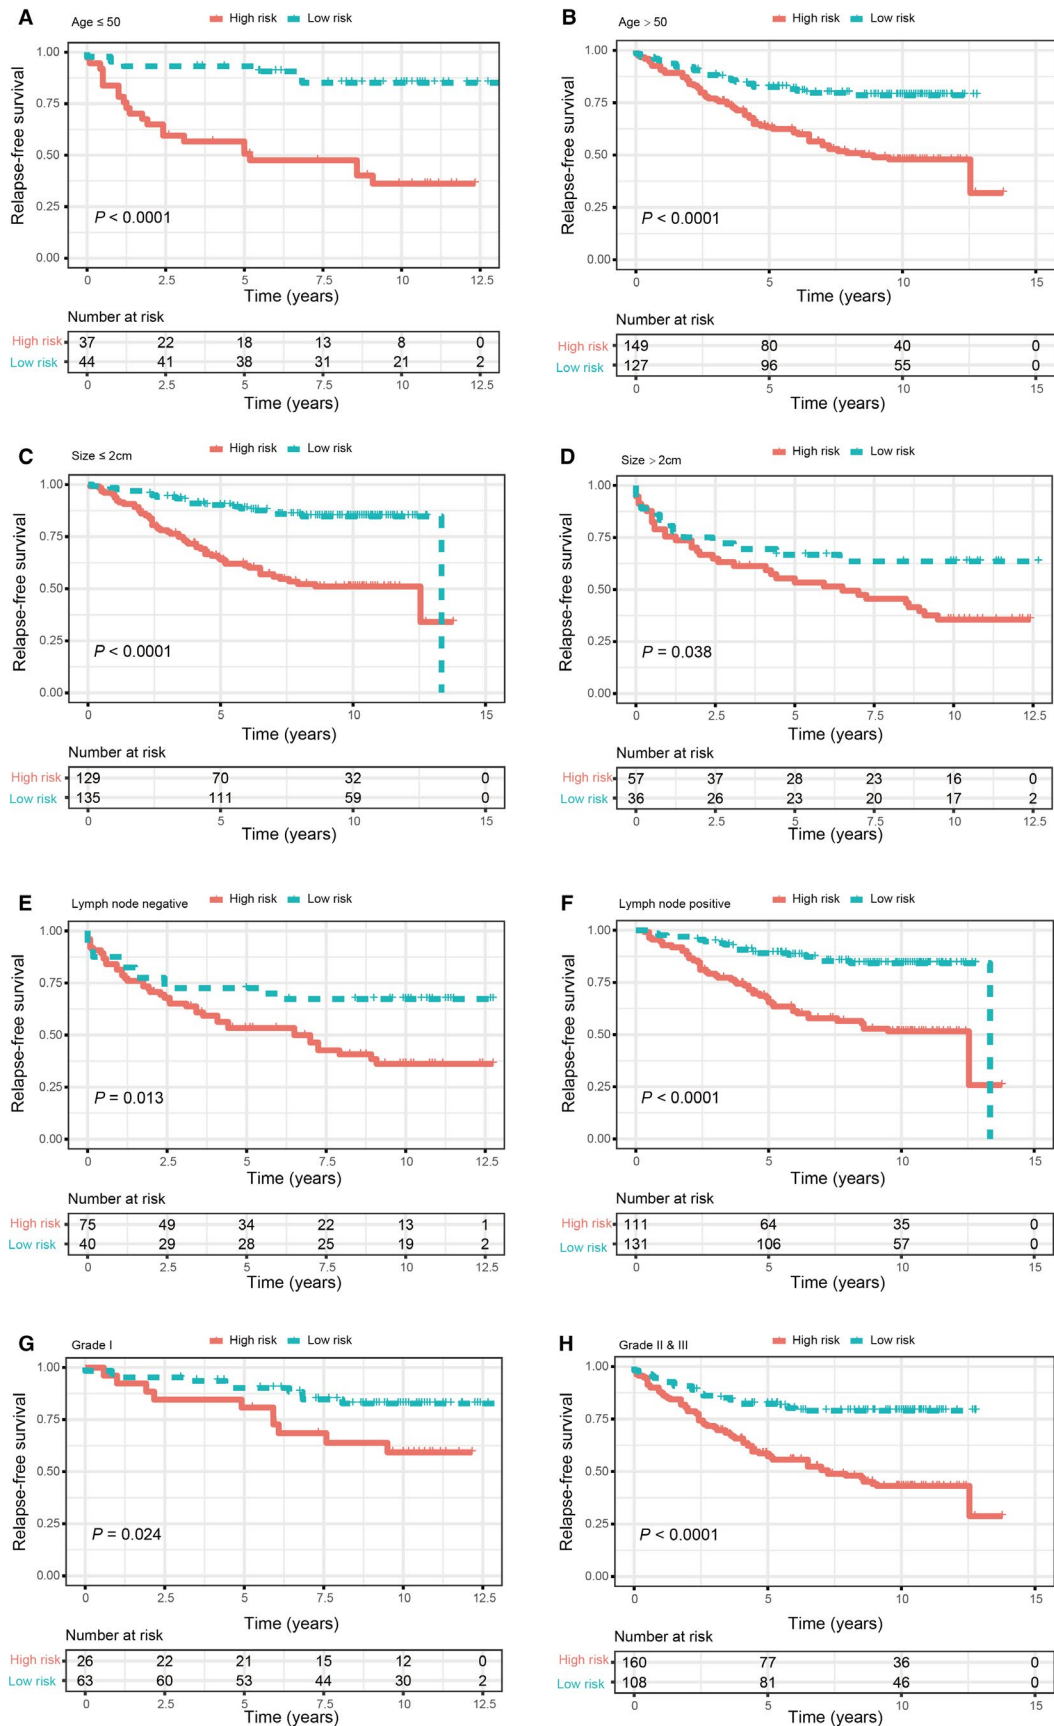 A Age ≤ 50 High risk Low risk
Relapse-free survival
1.00
0.75
0.50
0.25
0.00
P < 0.0001
0 2.5 5 7.5 10 12.5
Time (years)
Number at risk
High risk 37 22 18 13 8 0
Low risk 44 41 38 31 21 2
0 2.5 5 7.5 10 12.5
Time (years)
B Age > 50 High risk Low risk
Relapse-free survival
1.00
0.75
0.50
0.25
0.00
P < 0.0001
0 5 10 15
Time (years)
Number at risk
High risk 149 80 40 0
Low risk 127 96 55 0
0 5 10 15
Time (years)
C Size ≤ 2cm High risk Low risk
Relapse-free survival
1.00
0.75
0.50
0.25
0.00
P < 0.0001
0 5 10 15
Time (years)
Number at risk
High risk 129 70 32 0
Low risk 135 111 59 0
0 5 10 15
Time (years)
D Size > 2cm High risk Low risk
Relapse-free survival
1.00
0.75
0.50
0.25
0.00
P = 0.038
0 2.5 5 7.5 10 12.5
Time (years)
Number at risk
High risk 57 37 28 23 16 0
Low risk 36 26 23 20 17 2
0 2.5 5 7.5 10 12.5
Time (years)
E Lymph node negative High risk Low risk
Relapse-free survival
1.00
0.75
0.50
0.25
0.00
P = 0.013
0 2.5 5 7.5 10 12.5
Time (years)
Number at risk
High risk 75 49 34 22 13 1
Low risk 40 29 28 25 19 2
0 2.5 5 7.5 10 12.5
Time (years)
F Lymph node positive High risk Low risk
Relapse-free survival
1.00
0.75
0.50
0.25
0.00
P < 0.0001
0 5 10 15
Time (years)
Number at risk
High risk 111 64 35 0
Low risk 131 106 57 0
0 5 10 15
Time (years)
G Grade I High risk Low risk
Relapse-free survival
1.00
0.75
0.50
0.25
0.00
P = 0.024
0 2.5 5 7.5 10 12.5
Time (years)
Number at risk
High risk 26 22 21 15 12 0
Low risk 63 60 53 44 30 2
0 2.5 5 7.5 10 12.5
Time (years)
H Grade II & III High risk Low risk
Relapse-free survival
1.00
0.75
0.50
0.25
0.00
P < 0.0001
0 5 10 15
Time (years)
Number at risk
High risk 160 77 36 0
Low risk 108 81 46 0
0 5 10 15
Time (years)